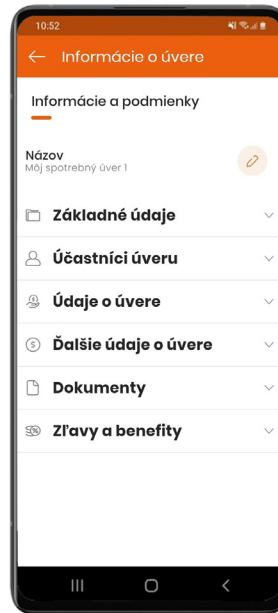 10:52
Informácie o úvere
Informácie a podmienky
Názov
Môj spotrebný úver 1
Základné údaje
Účastníci úveru
Údaje o úvere
Ďalšie údaje o úvere
Dokumenty
Zľavy a benefity